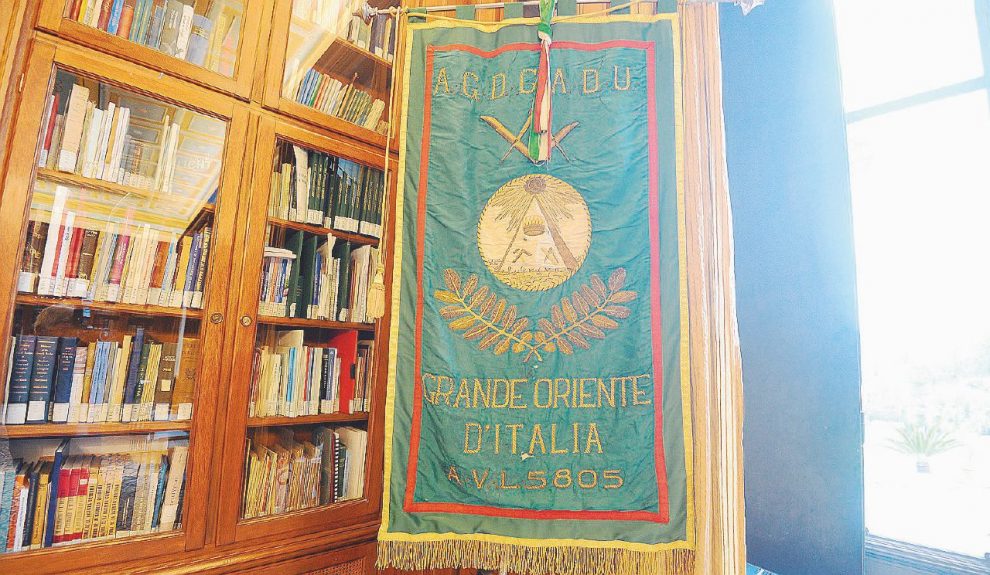 A.G.D.G.A.D.U.
GRANDE ORIENTE
D'ITALIA
A.V.L.5805